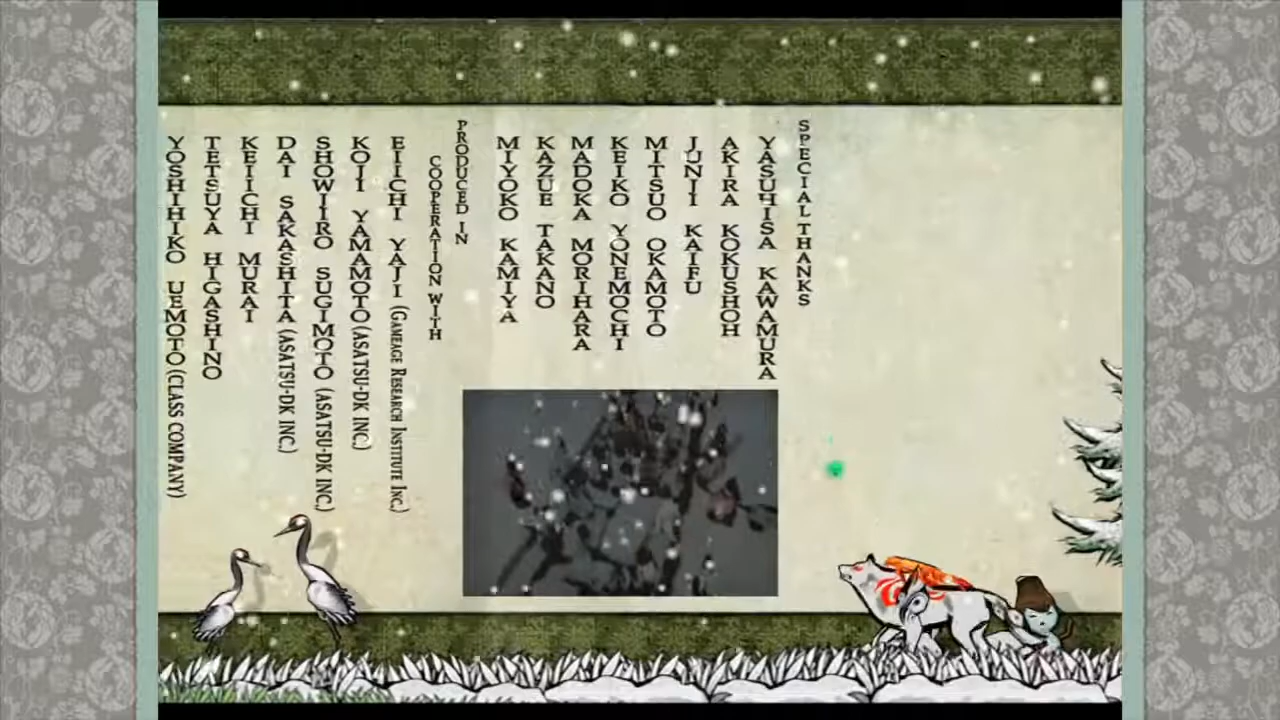 SPECIAL THANKS
YASUHISA KAWAMURA
AKIRA KOKUSHOH
JUNJI KAIFU
MITSUO OKAMOTO
KEIKO YONEMOCHI
MADOKA MORIHARA
KAZUE TAKANO
MIYOKO KAMIYA
PRODUCED IN
COOPERATION WITH
EIICHI YAJI (GAMEAGE RESEARCH INSTITUTE INC.)
KOJI YAMAMOTO (ASATSU-DK INC.)
SHOWJIRO SUGIMOTO (ASATSU-DK INC.)
DAI SAKASHITA (ASATSU-DK INC.)
KEIICHI MURAI
TETSUYA HIGASHINO
YOSHIHIKO UEMOTO (CLASS COMPANY)